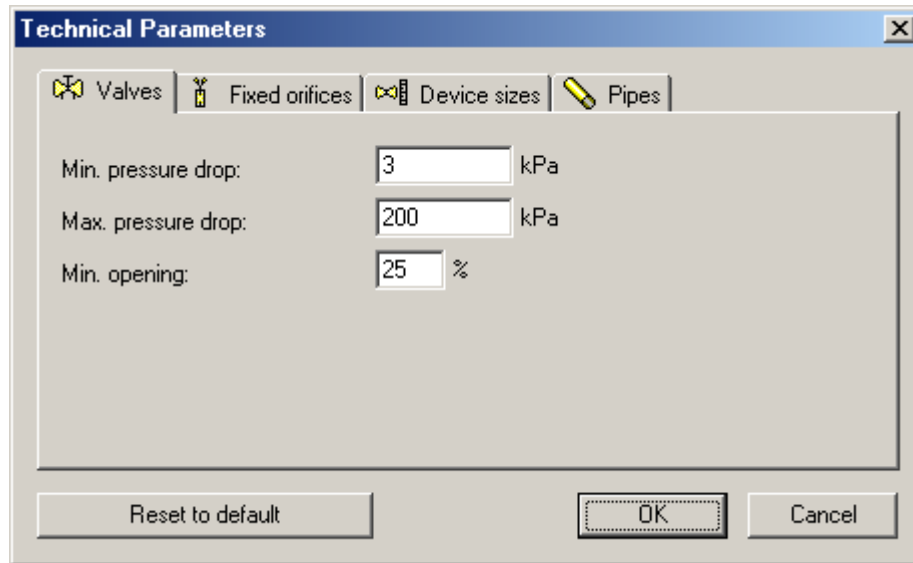 Technical Parameters
Valves Fixed orifices Device sizes Pipes
Min. pressure drop: 3 kPa
Max. pressure drop: 200 kPa
Min. opening: 25 %
Reset to default OK Cancel